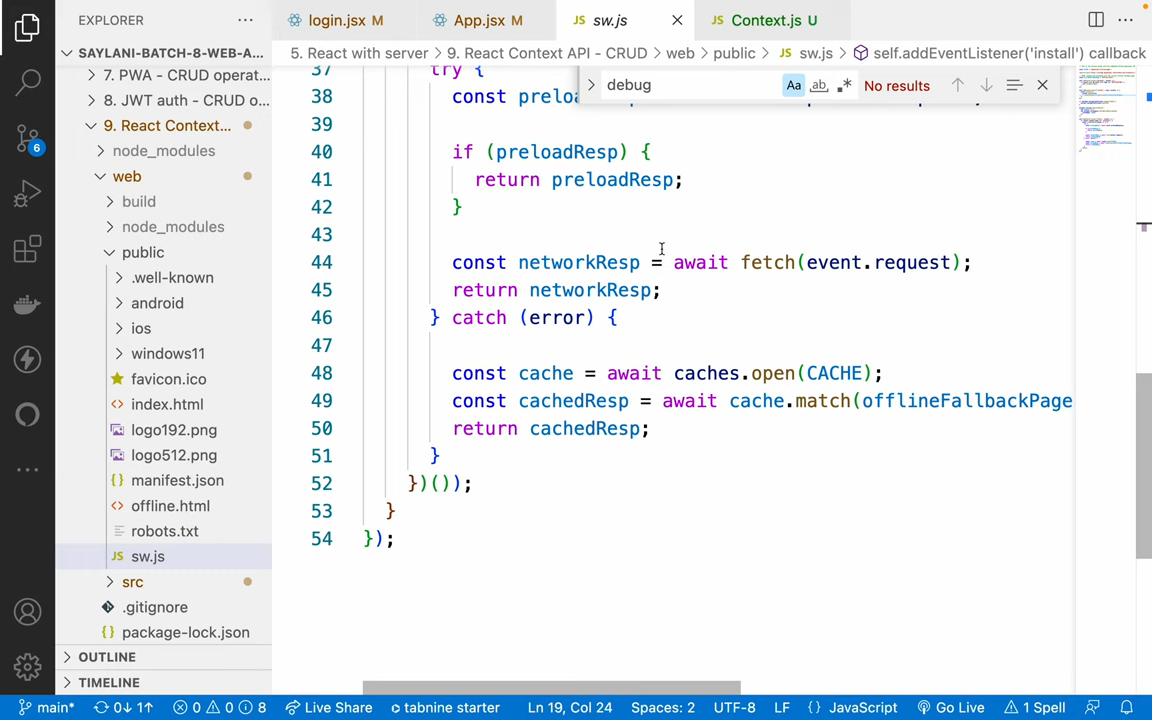 EXPLORER
login.jsx M
App.jsx M
sw.js
Context.js U
SAYLANI-BATCH-8-WEB-A...
5. React with server > 9. React Context API - CRUD > web > public > JS sw.js > self.addEventListener('install') callback
7. PWA - CRUD operat...
8. JWT auth - CRUD o...
9. React Context...
node_modules
web
build
node_modules
public
.well-known
android
ios
windows11
favicon.ico
index.html
logo192.png
logo512.png
manifest.json
offline.html
robots.txt
JS sw.js
src
.gitignore
package-lock.json
OUTLINE
TIMELINE
6
debug
Aa ab
No results
37 try {
38 const preloa
39
40 if (preloadResp) {
41 return preloadResp;
42 }
43
44 const networkResp = await fetch(event.request);
45 return networkResp;
46 } catch (error) {
47
48 const cache = await caches.open(CACHE);
49 const cachedResp = await cache.match(offlineFallbackPage
50 return cachedResp;
51 }
52 })());
53 }
54 });
main* 0↓ 1↑ 0 0 8 Live Share tabnine starter Ln 19, Col 24 Spaces: 2 UTF-8 LF {} JavaScript Go Live 1 Spell